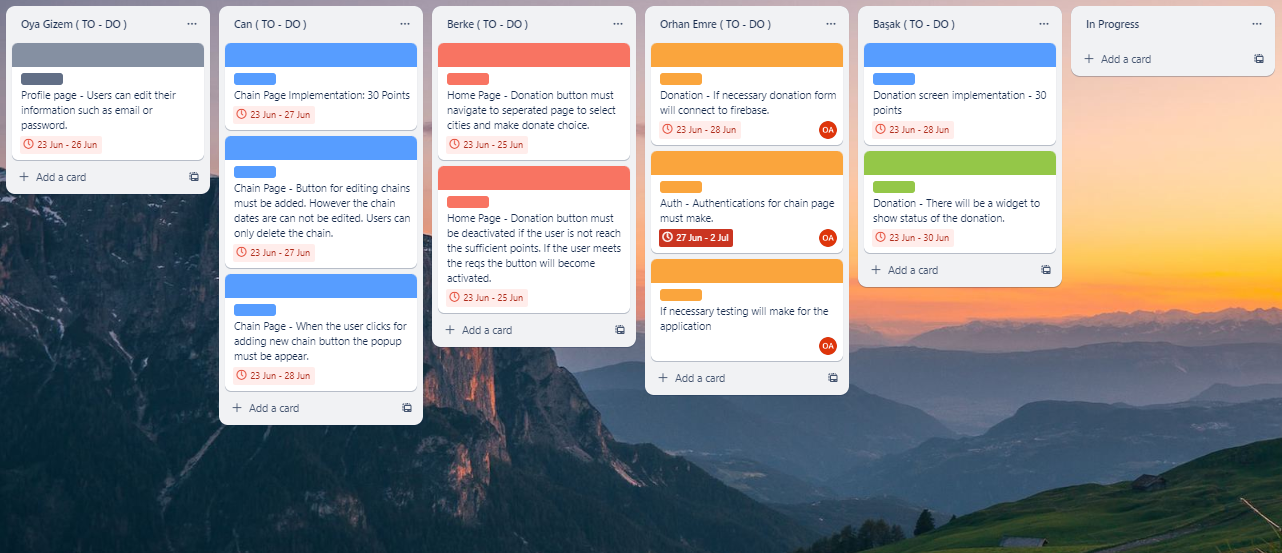 Oya Gizem ( TO - DO )
Profile page - Users can edit their
information such as email or
password.
23 Jun - 26 Jun
Add a card
Can ( TO - DO )
Chain Page Implementation: 30 Points
23 Jun - 27 Jun
Chain Page - Button for editing chains
must be added. However the chain
dates are can not be edited. Users can
only delete the chain.
23 Jun - 27 Jun
Chain Page - When the user clicks for
adding new chain button the popup
must be appear.
23 Jun - 28 Jun
Add a card
Berke ( TO - DO )
Home Page - Donation button must
navigate to seperated page to select
cities and make donate choice.
23 Jun - 25 Jun
Home Page - Donation button must
be deactivated if the user is not reach
the sufficient points. If the user meets
the reqs the button will become
activated.
23 Jun - 25 Jun
Add a card
Orhan Emre ( TO - DO )
Donation - If necessary donation form
will connect to firebase.
23 Jun - 28 Jun
OA
Auth - Authentications for chain page
must make.
27 Jun - 2 Jul
OA
If necessary testing will make for the
application
OA
Add a card
Başak ( TO - DO )
Donation screen implementation - 30
points
23 Jun - 28 Jun
Donation - There will be a widget to
show status of the donation.
23 Jun - 30 Jun
Add a card
In Progress
Add a card